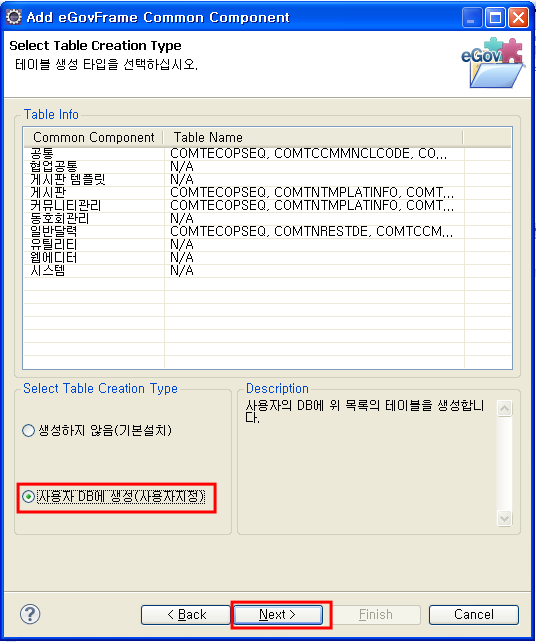 Add eGovFrame Common Component
Select Table Creation Type
테이블 생성 타입을 선택하십시오.
eGov
Table Info
Common Component Table Name
공통 COMTECOPSEQ, COMTCCMMNCLCODE, CO...
협업공통 N/A
게시판 템플릿 N/A
게시판 COMTNTMPLATINFO, COMT...
커뮤니티관리 COMTNTMPLATINFO, COMT...
동호회관리 N/A
일반달력 COMTECOPSEQ, COMTNRESTDE, COMTCCM...
유틸리티 N/A
웹에디터 N/A
시스템 N/A
Select Table Creation Type
생성하지 않음(기본설치)
사용자 DB에 생성(사용자지정)
Description
사용자의 DB에 위 목록의 테이블을 생성합니
다.
?
< Back
Next >
Finish
Cancel